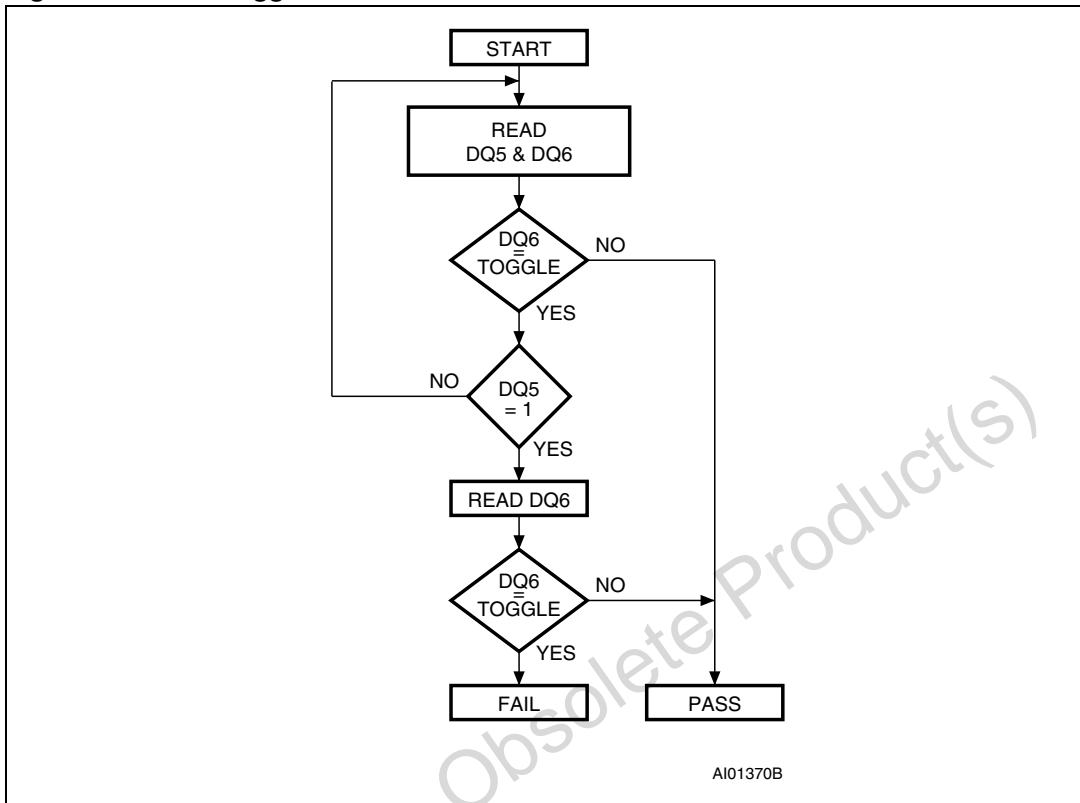 START
READ
DQ5 & DQ6
DQ6
=
TOGGLE
NO
YES
NO
DQ5
= 1
YES
READ DQ6
DQ6
=
TOGGLE
NO
YES
FAIL
PASS
Obsolete Product(s)
AI01370B